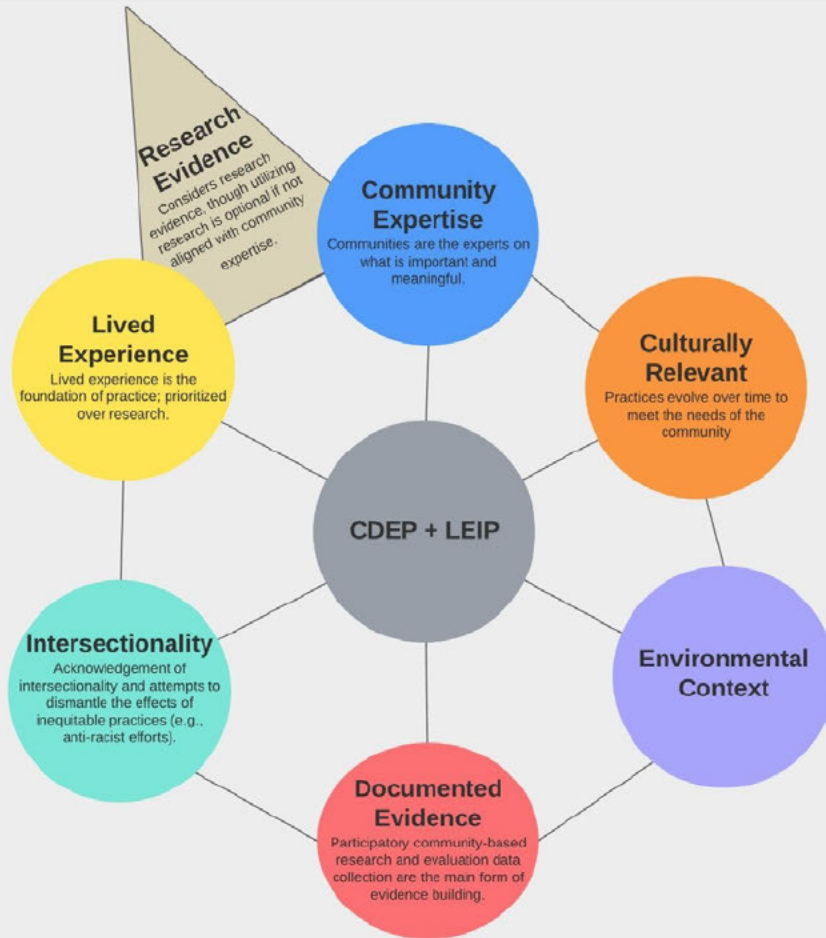 Research
Evidence
Considers research
evidence, though utilizing
research is optional if not
aligned with community
expertise.
Community
Expertise
Communities are the experts on
what is important and
meaningful.
Lived
Experience
Lived experience is the
foundation of practice; prioritized
over research.
Culturally
Relevant
Practices evolve over time to
meet the needs of the
community
CDEP + LEIP
Intersectionality
Acknowledgement of
intersectionality and attempts to
dismantle the effects of
inequitable practices (e.g.,
anti-racist efforts).
Environmental
Context
Documented
Evidence
Participatory community-based
research and evaluation data
collection are the main form of
evidence building.